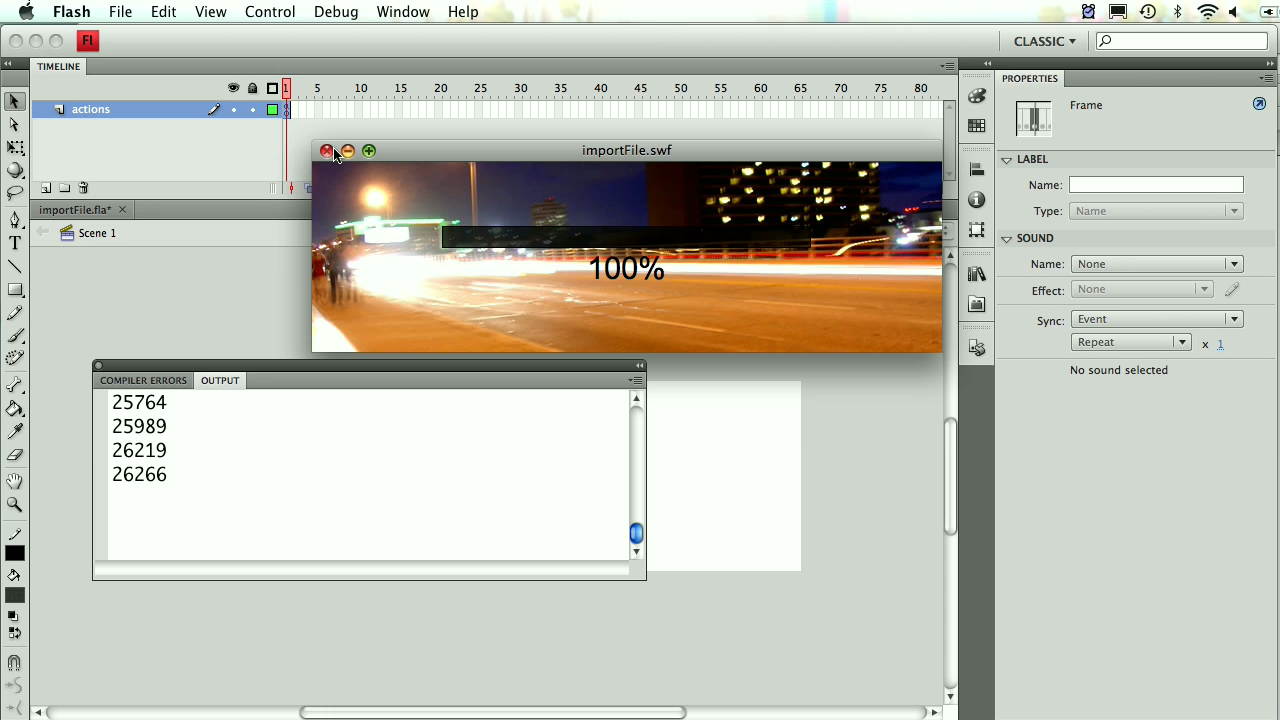 Flash File Edit View Control Debug Window Help
Fl
CLASSIC
TIMELINE
1 5 10 15 20 25 30 35 40 45 50 55 60 65 70 75 80
actions
importFile.swf
100%
importFile.fla*
Scene 1
COMPILER ERRORS OUTPUT
25764
25989
26219
26266
PROPERTIES
Frame
LABEL
Name:
Type: Name
SOUND
Name: None
Effect: None
Sync: Event
Repeat x 1
No sound selected